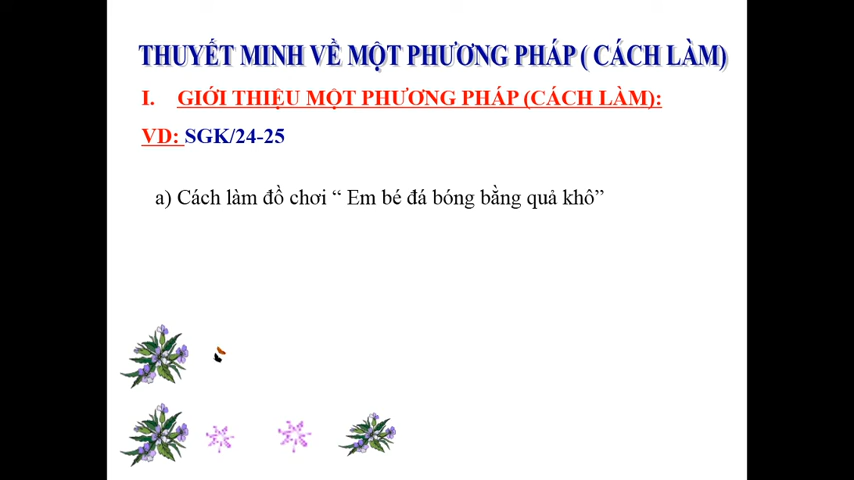 THUYẾT MINH VỀ MỘT PHƯƠNG PHÁP ( CÁCH LÀM)
I. GIỚI THIỆU MỘT PHƯƠNG PHÁP (CÁCH LÀM):
VD: SGK/24-25
a) Cách làm đồ chơi “ Em bé đá bóng bằng quả khô”